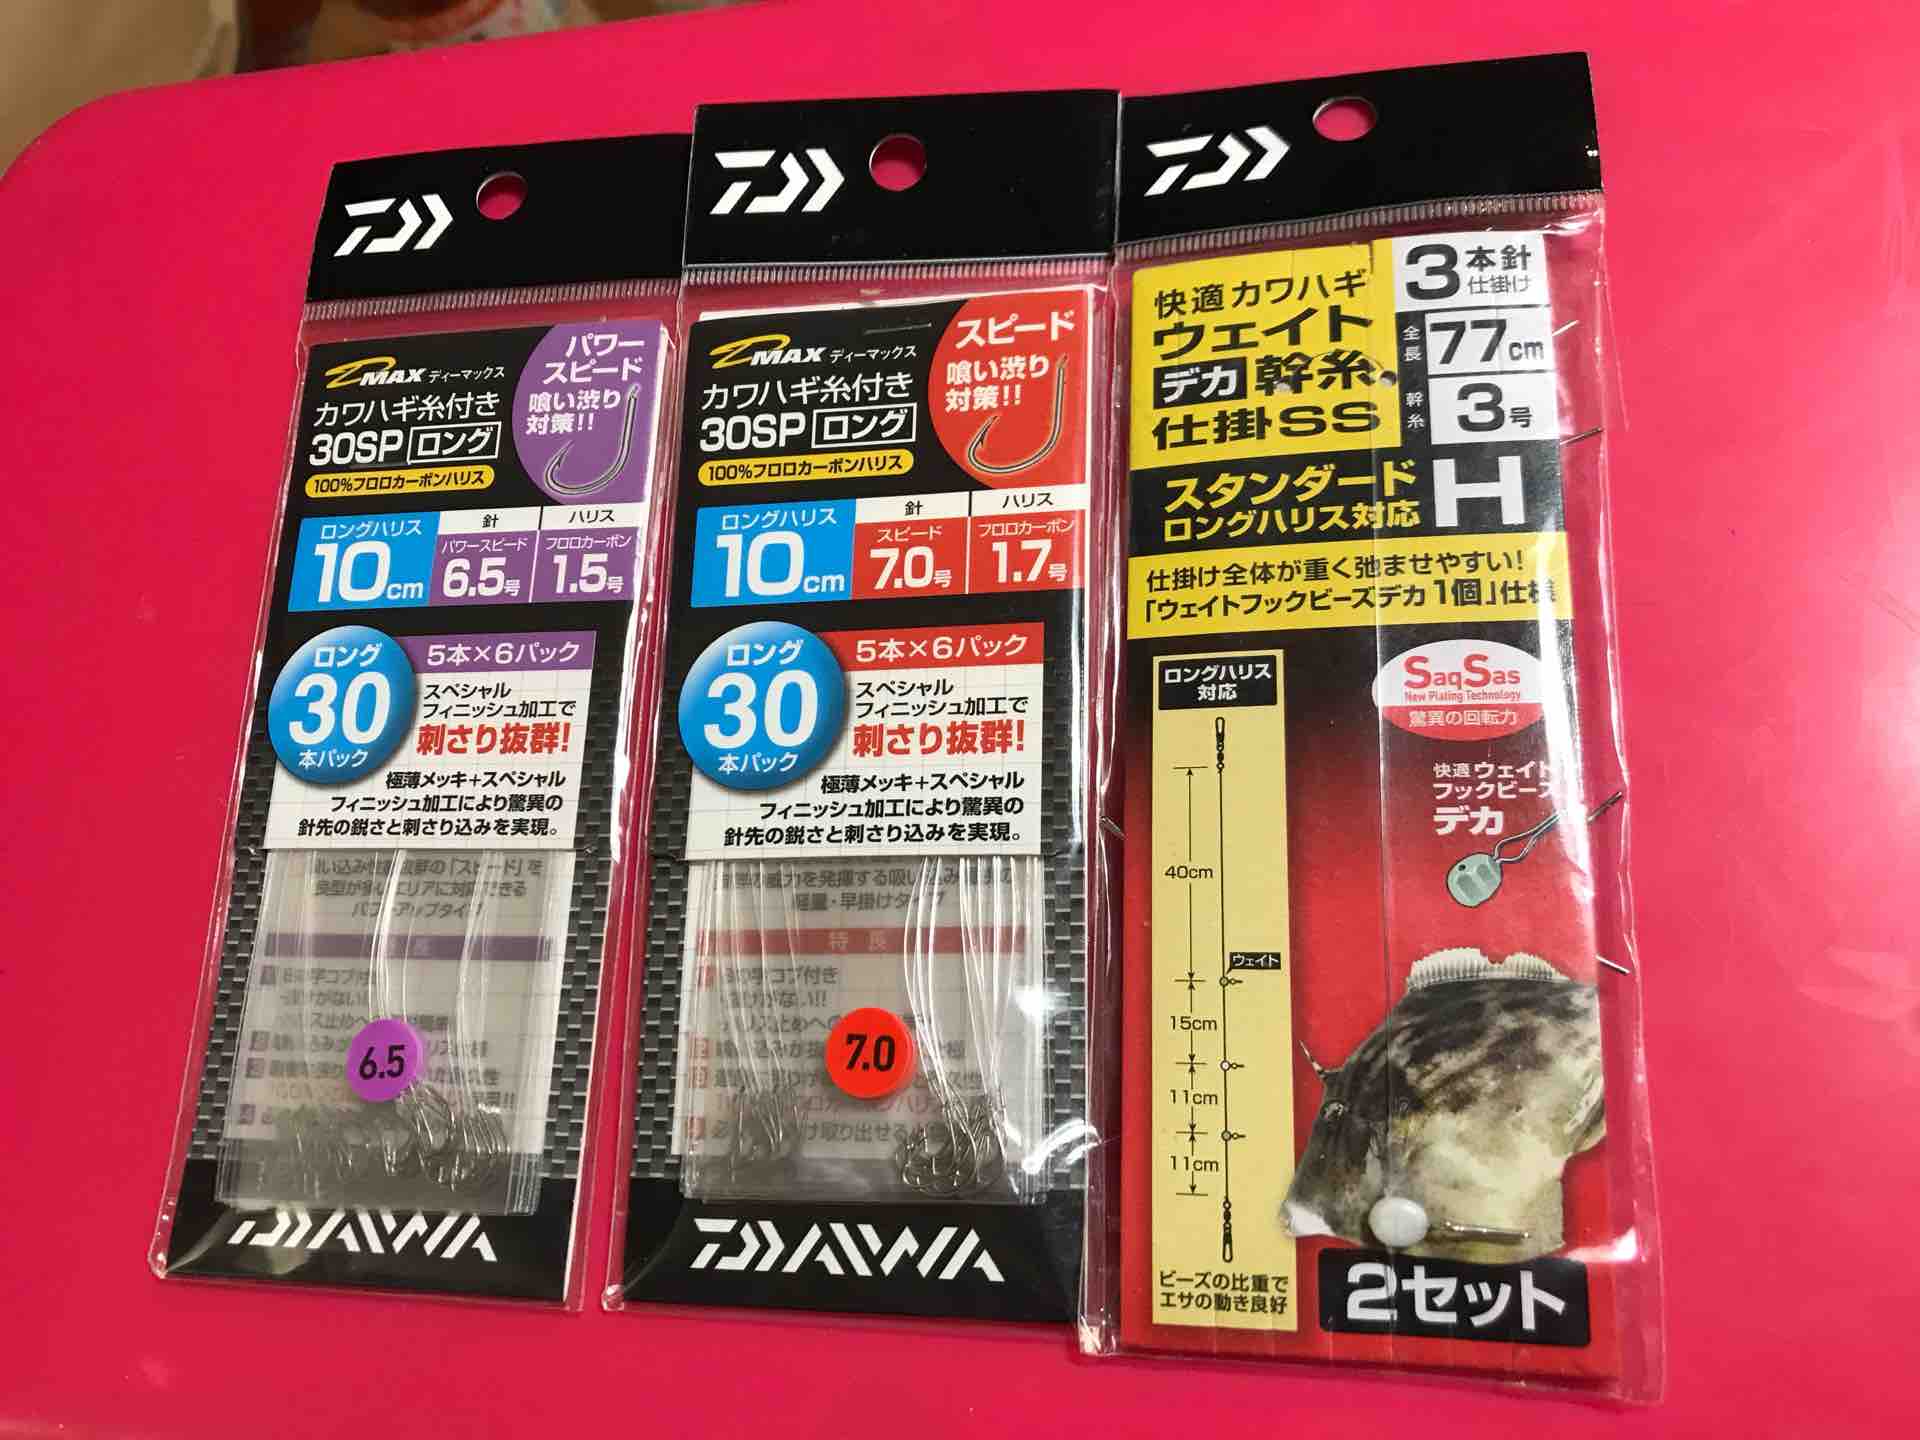 D MAX ディーマックス
カワハギ糸付き
30SP ロング
100%フロロカーボンハリス
パワー
スピード
喰い渋り
対策!!
ロングハリス
10cm
針
パワースピード
6.5号
ハリス
フロロカーボン
1.5号
ロング
30
本パック
5本×6パック
スペシャル
フィニッシュ加工で
刺さり抜群!
極薄メッキ+スペシャル
フィニッシュ加工により驚異の
針先の鋭さと刺さり込みを実現。
6.5
DAIWA
D MAX ディーマックス
カワハギ糸付き
30SP ロング
100%フロロカーボンハリス
スピード
喰い渋り
対策!!
ロングハリス
10cm
針
スピード
7.0号
ハリス
フロロカーボン
1.7号
ロング
30
本パック
5本×6パック
スペシャル
フィニッシュ加工で
刺さり抜群!
極薄メッキ+スペシャル
フィニッシュ加工により驚異の
針先の鋭さと刺さり込みを実現。
特長
7.0
DAIWA
快適カワハギ
ウェイト
デカ 幹糸
仕掛SS
3本針
仕掛け
全長 77cm
幹糸 3号
スタンダード
ロングハリス対応
H
仕掛け全体が重く弛ませやすい!
「ウェイトフックビーズデカ1個」仕様
ロングハリス
対応
40cm
ウェイト
15cm
11cm
11cm
ビーズの比重で
エサの動き良好
SaqSas
New Plating Technology
驚異の回転力
快適ウェイト
フックビーズ
デカ
2セット